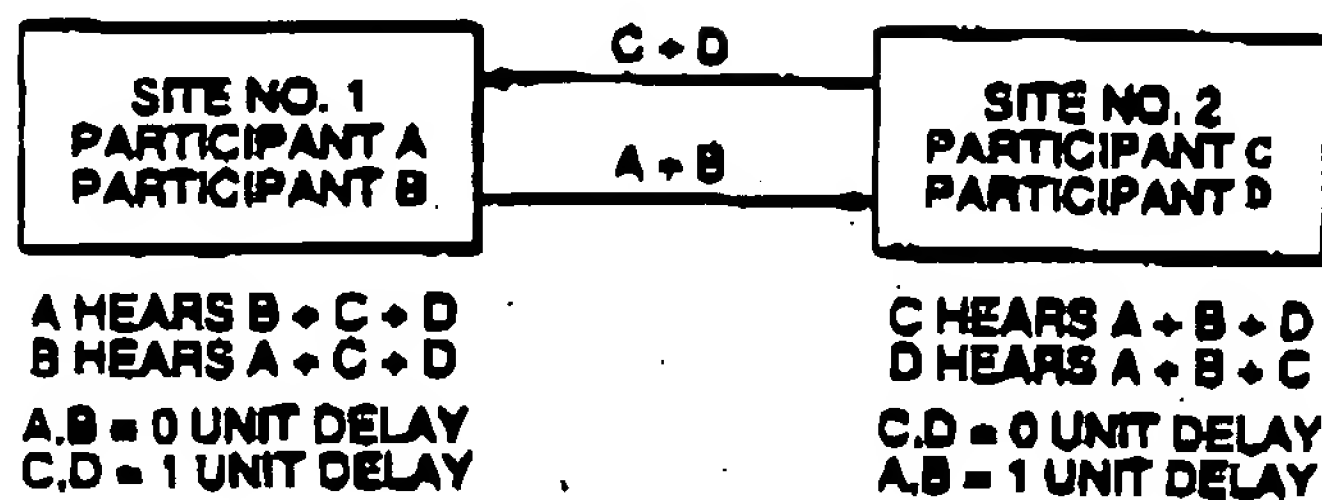 SITE NO. 1
PARTICIPANT A
PARTICIPANT B
C + D
A + B
SITE NO. 2
PARTICIPANT C
PARTICIPANT D
A HEARS B + C + D
B HEARS A + C + D
A,B = 0 UNIT DELAY
C,D = 1 UNIT DELAY
C HEARS A + B + D
D HEARS A + B + C
C,D = 0 UNIT DELAY
A,B = 1 UNIT DELAY